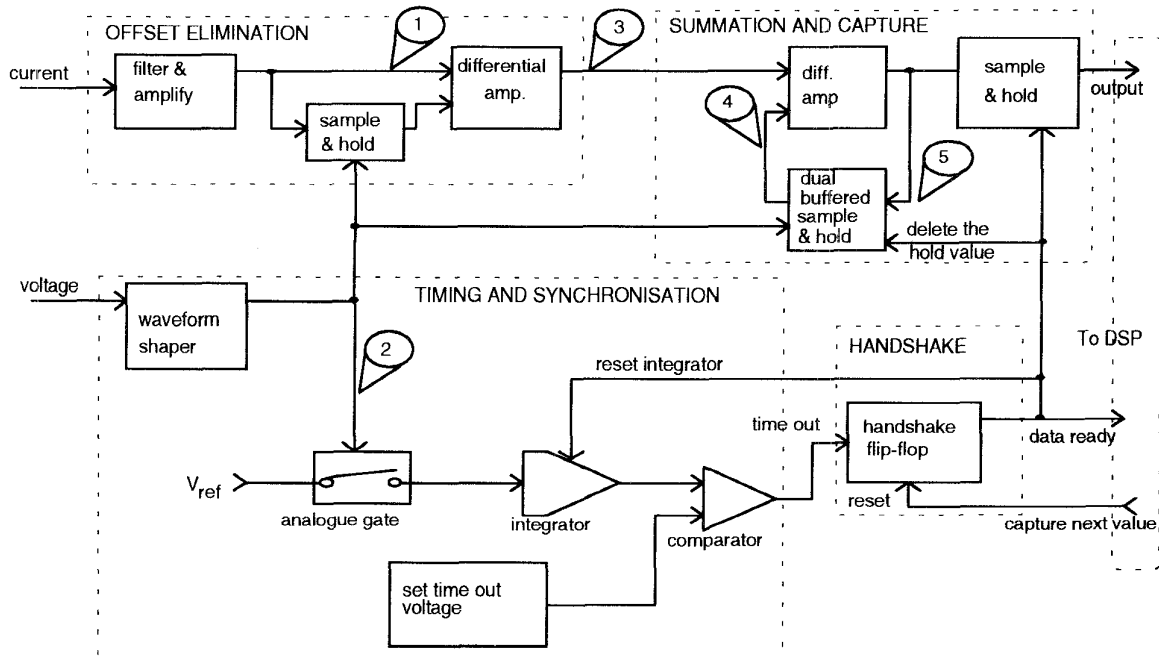 OFFSET ELIMINATION
1
3
SUMMATION AND CAPTURE
current
filter &
amplify
differential
amp.
diff.
amp
sample
& hold
output
sample
& hold
4
5
dual
buffered
sample
& hold
delete the
hold value
voltage
waveform
shaper
TIMING AND SYNCHRONISATION
2
reset integrator
HANDSHAKE
To DSP
time out
handshake
flip-flop
data ready
Vref
analogue gate
integrator
comparator
reset
capture next value
set time out
voltage